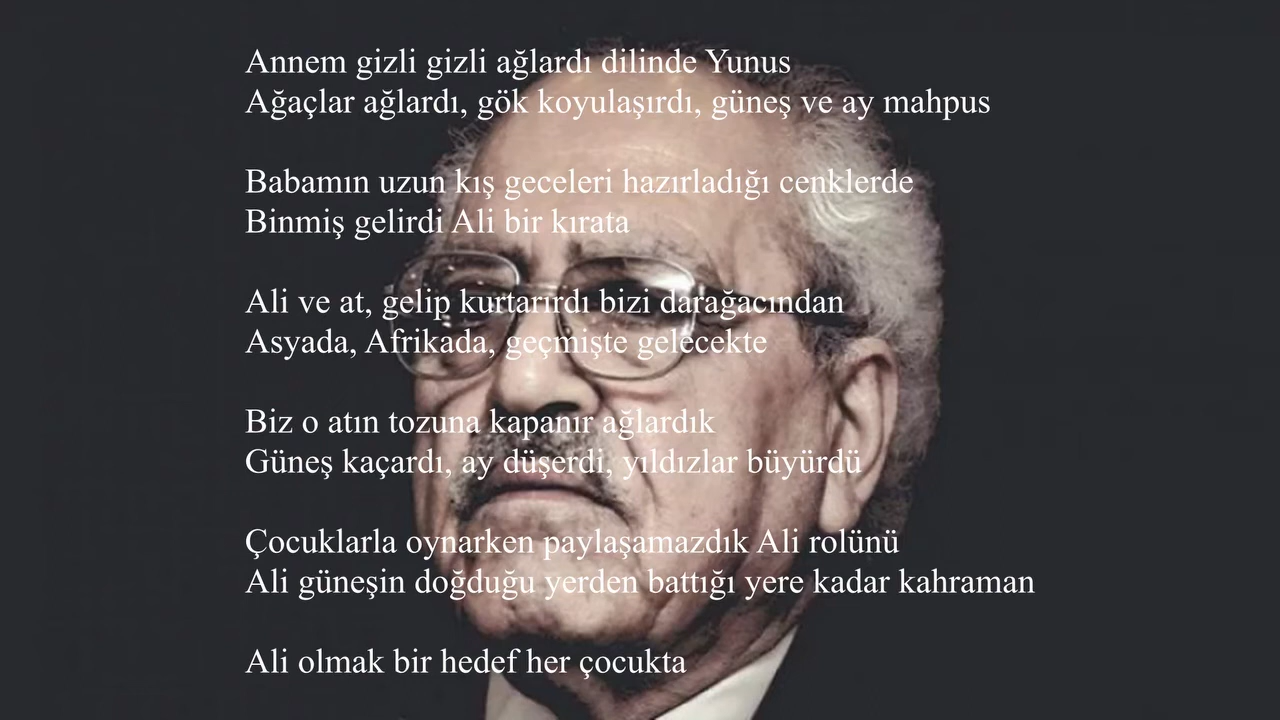 Annem gizli gizli ağlardı dilinde Yunus
Ağaçlar ağlardı, gök koyulaşırdı, güneş ve ay mahpus
Babamın uzun kış geceleri hazırladığı cenklerde
Binmiş gelirdi Ali bir kırata
Ali ve at, gelip kurtarırdı bizi darağacından
Asyada, Afrikada, geçmişte gelecekte
Biz o atın tozuna kapanır ağlardık
Güneş kaçardı, ay düşerdi, yıldızlar büyürdü
Çocuklarla oynarken paylaşamazdık Ali rolünü
Ali güneşin doğduğu yerden battığı yere kadar kahraman
Ali olmak bir hedef her çocukta